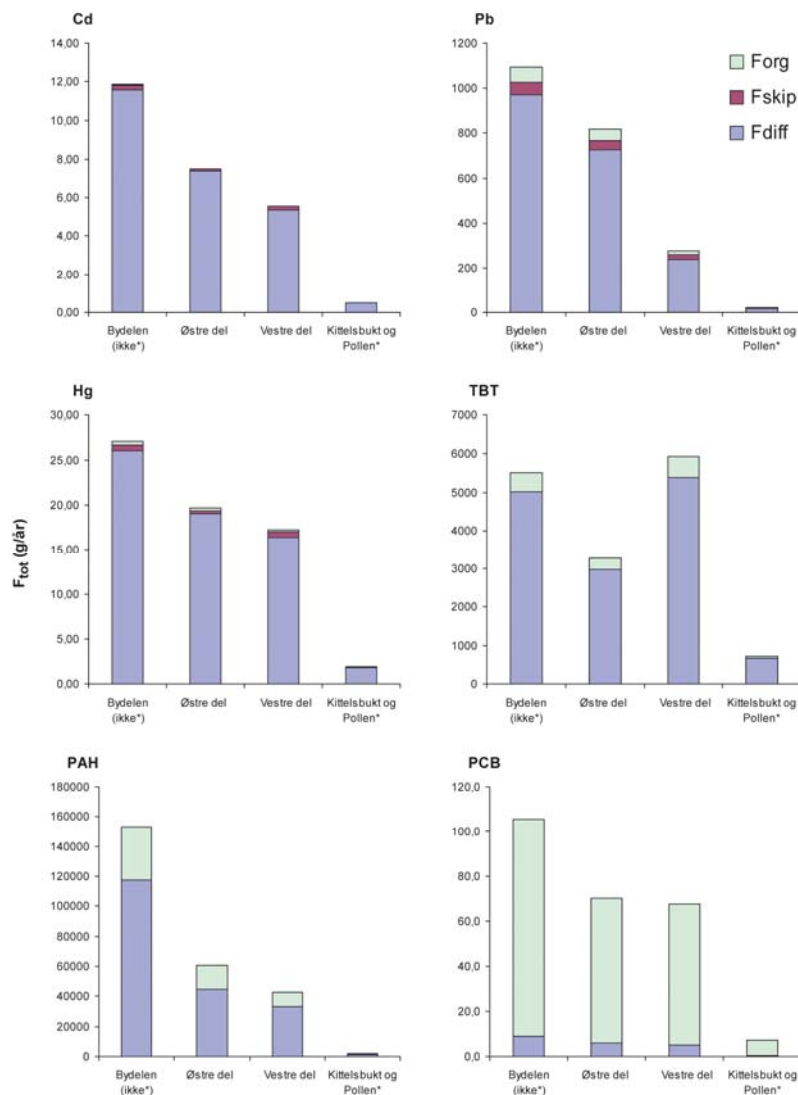 Cd
14,00
12,00
10,00
8,00
6,00
4,00
2,00
0,00
Bydelen
(ikke*)
Østre del
Vestre del
Kittelsbukt og
Pollen*
Pb
1200
1000
800
600
400
200
0
Bydelen
(ikke*)
Østre del
Vestre del
Kittelsbukt og
Pollen*
Forg
Fskip
Fdiff
Hg
30,00
25,00
20,00
15,00
10,00
5,00
0,00
Bydelen
(ikke*)
Østre del
Vestre del
Kittelsbukt og
Pollen*
Ftot (g/år)
TBT
7000
6000
5000
4000
3000
2000
1000
0
Bydelen
(ikke*)
Østre del
Vestre del
Kittelsbukt og
Pollen*
PAH
180000
160000
140000
120000
100000
80000
60000
40000
20000
0
Bydelen
(ikke*)
Østre del
Vestre del
Kittelsbukt og
Pollen*
PCB
120,0
100,0
80,0
60,0
40,0
20,0
0,0
Bydelen
(ikke*)
Østre del
Vestre del
Kittelsbukt og
Pollen*